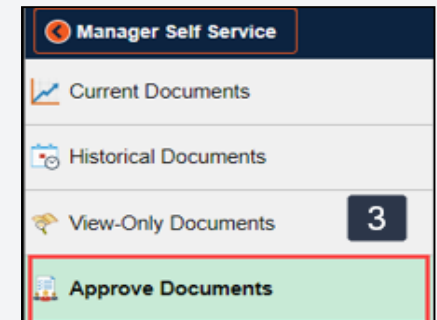 Manager Self Service
Current Documents
Historical Documents
View-Only Documents
3
Approve Documents